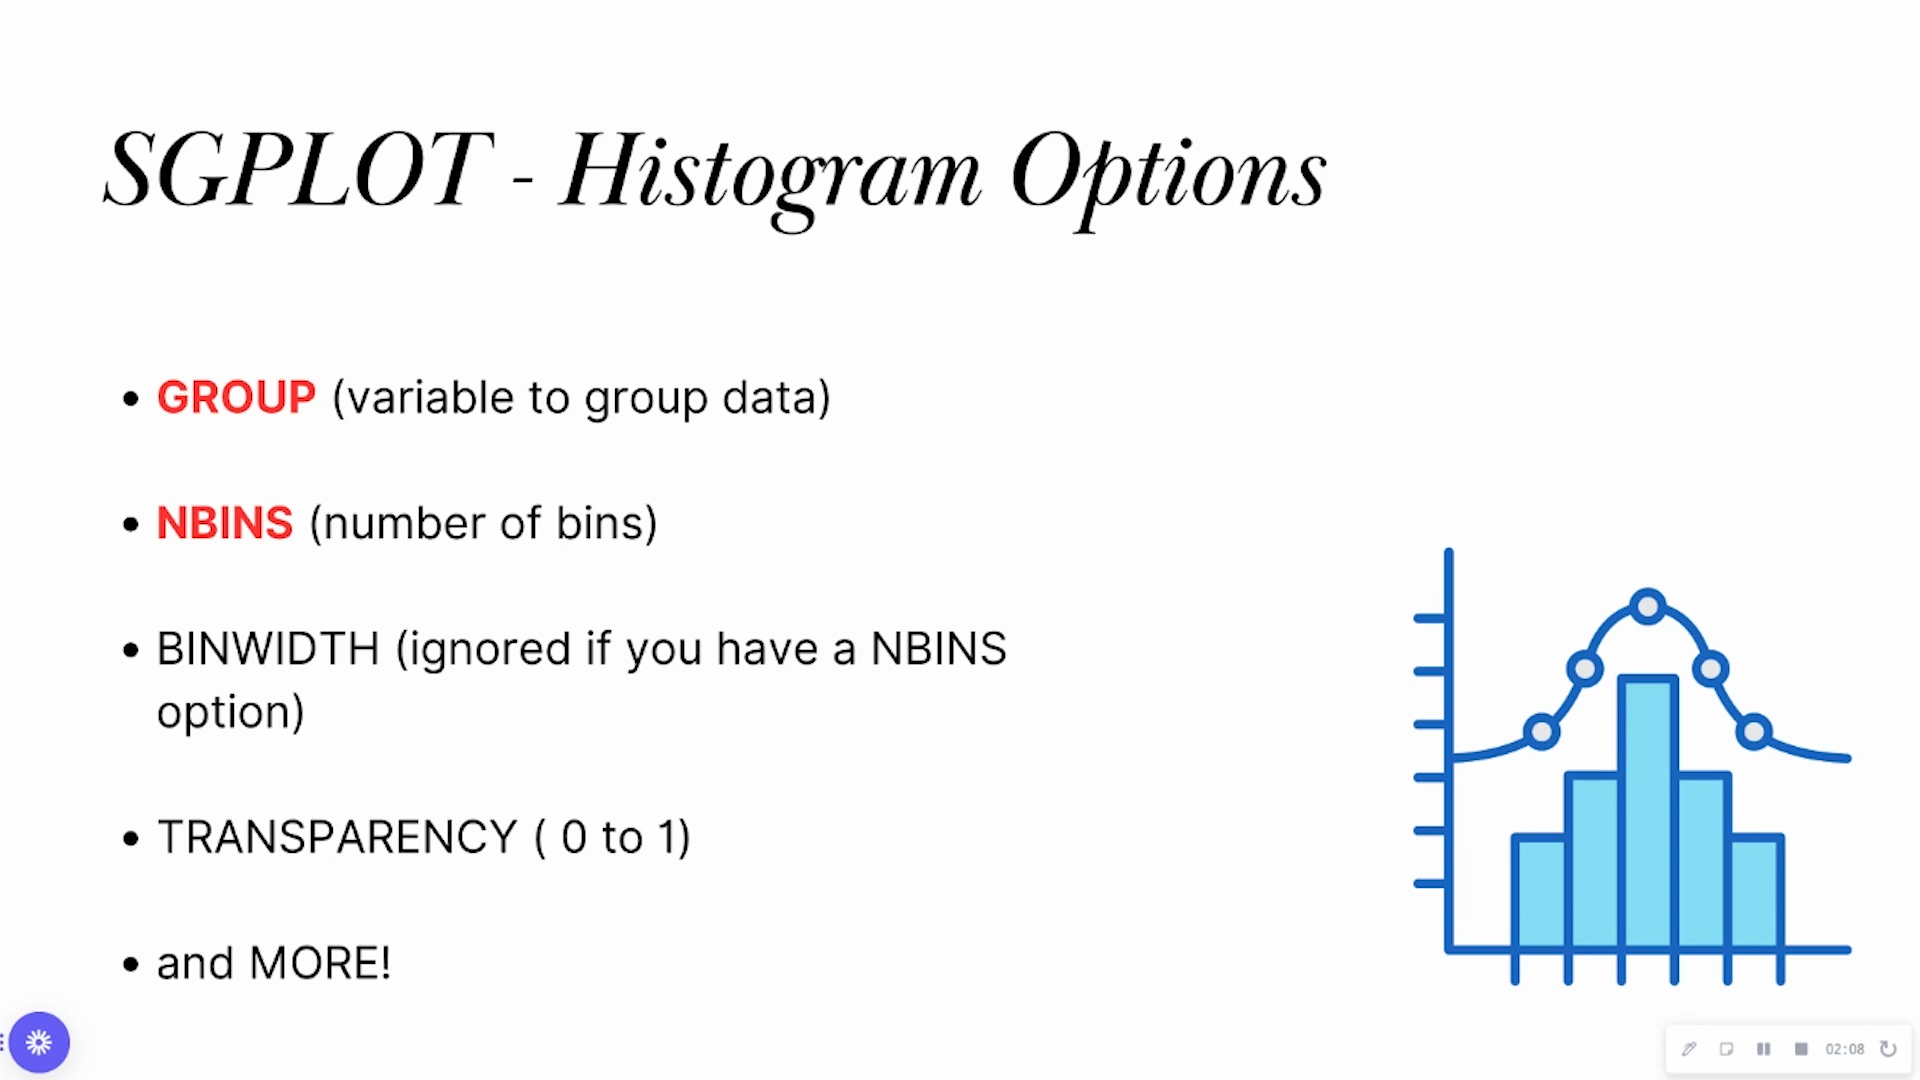 SGPLOT - Histogram Options
• GROUP (variable to group data)
• NBINS (number of bins)
• BINWIDTH (ignored if you have a NBINS
option)
• TRANSPARENCY ( 0 to 1)
• and MORE!
02:08